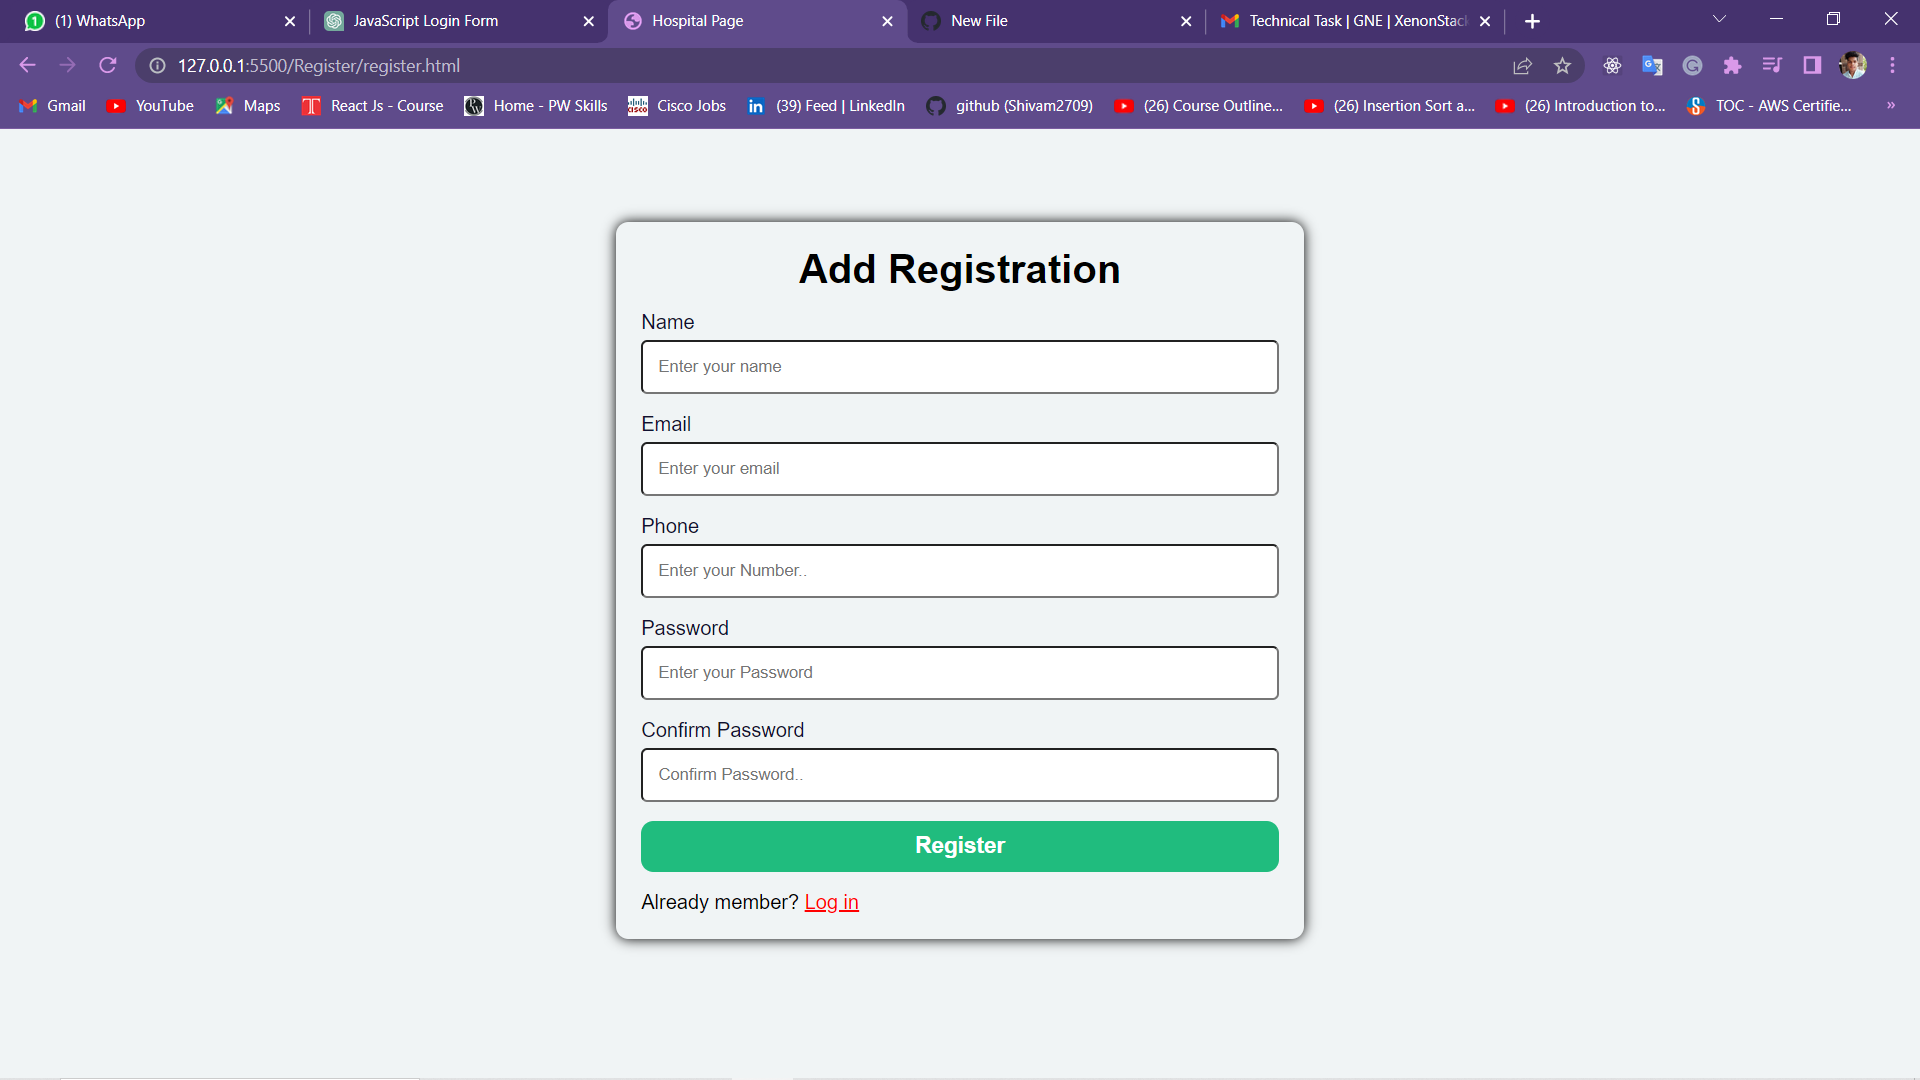 (1) WhatsApp
JavaScript Login Form
Hospital Page
New File
Technical Task | GNE | XenonStac
127.0.0.1:5500/Register/register.html
Gmail
YouTube
Maps
React Js - Course
Home - PW Skills
Cisco Jobs
(39) Feed | LinkedIn
github (Shivam2709)
(26) Course Outline...
(26) Insertion Sort a...
(26) Introduction to...
TOC - AWS Certifie...
»
Add Registration
Name
Enter your name
Email
Enter your email
Phone
Enter your Number..
Password
Enter your Password
Confirm Password
Confirm Password..
Register
Already member? Log in